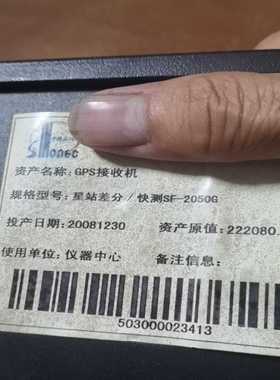 SINOPEC
资产名称: GPS接收机
规格型号: 星站差分/快测SF-2050G
投产日期: 20081230 资产原值: 222080.
使用单位: 仪器中心 备注信息:
503000023413